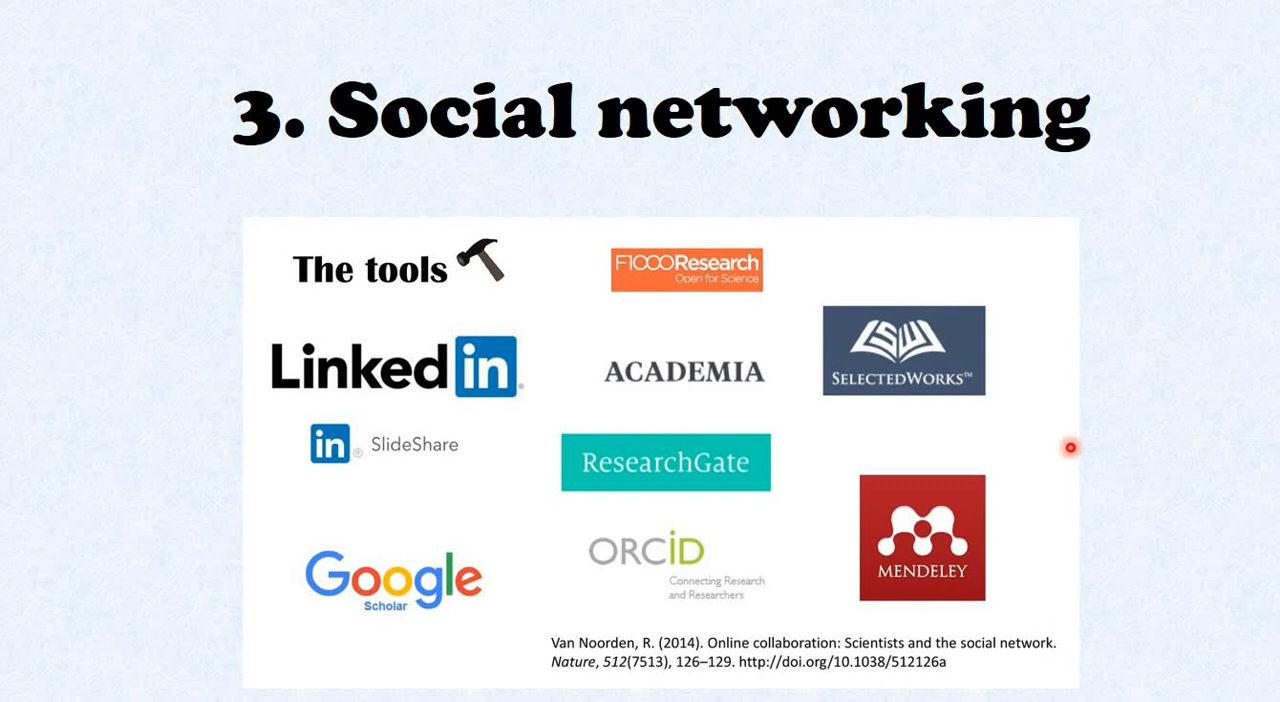 3. Social networking
The tools
F1000Research
Open for Science
SELECTEDWORKS™
Linkedin®
ACADEMIA
in® SlideShare
ResearchGate
MENDELEY
ORCiD
Connecting Research
and Researchers
Google
Scholar
Van Noorden, R. (2014). Online collaboration: Scientists and the social network.
Nature, 512(7513), 126–129. http://doi.org/10.1038/512126a